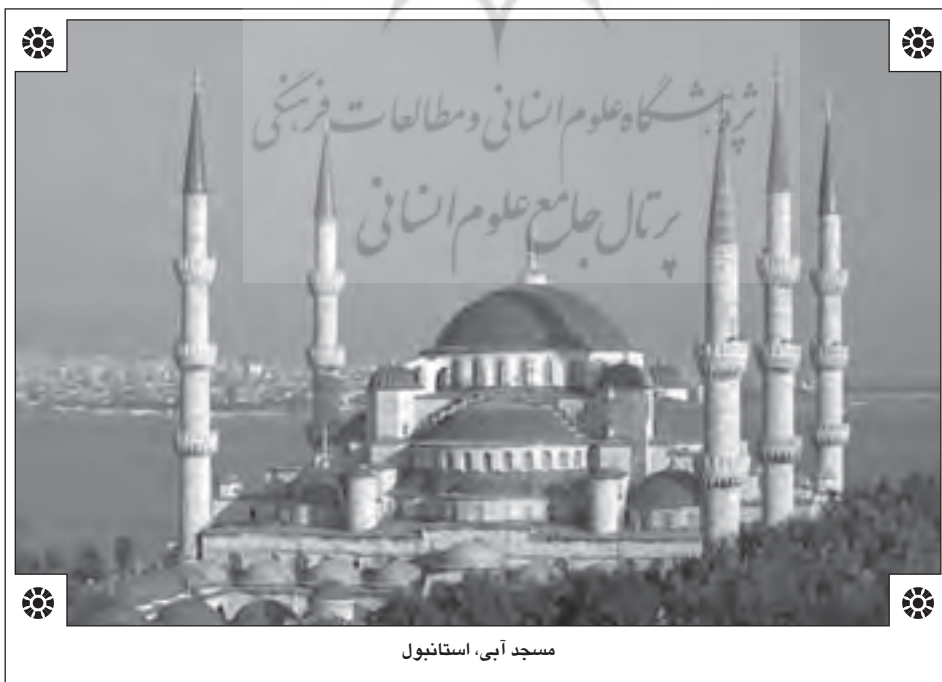 پژوهشگاه علوم انسانی و مطالعات فرهنگی
پرتال جامع علوم انسانی
مسجد آبی، استانبول